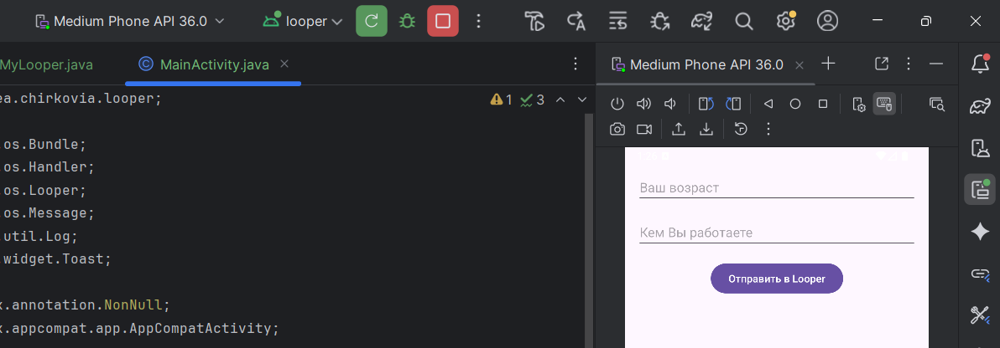 Medium Phone API 36.0
looper
MyLooper.java
MainActivity.java
Medium Phone API 36.0
ea.chirkovia.looper;
1
3
.os.Bundle;
.os.Handler;
.os.Looper;
.os.Message;
.util.Log;
.widget.Toast;
x.annotation.NonNull;
x.appcompat.app.AppCompatActivity;
Ваш возраст
Кем Вы работаете
Отправить в Looper